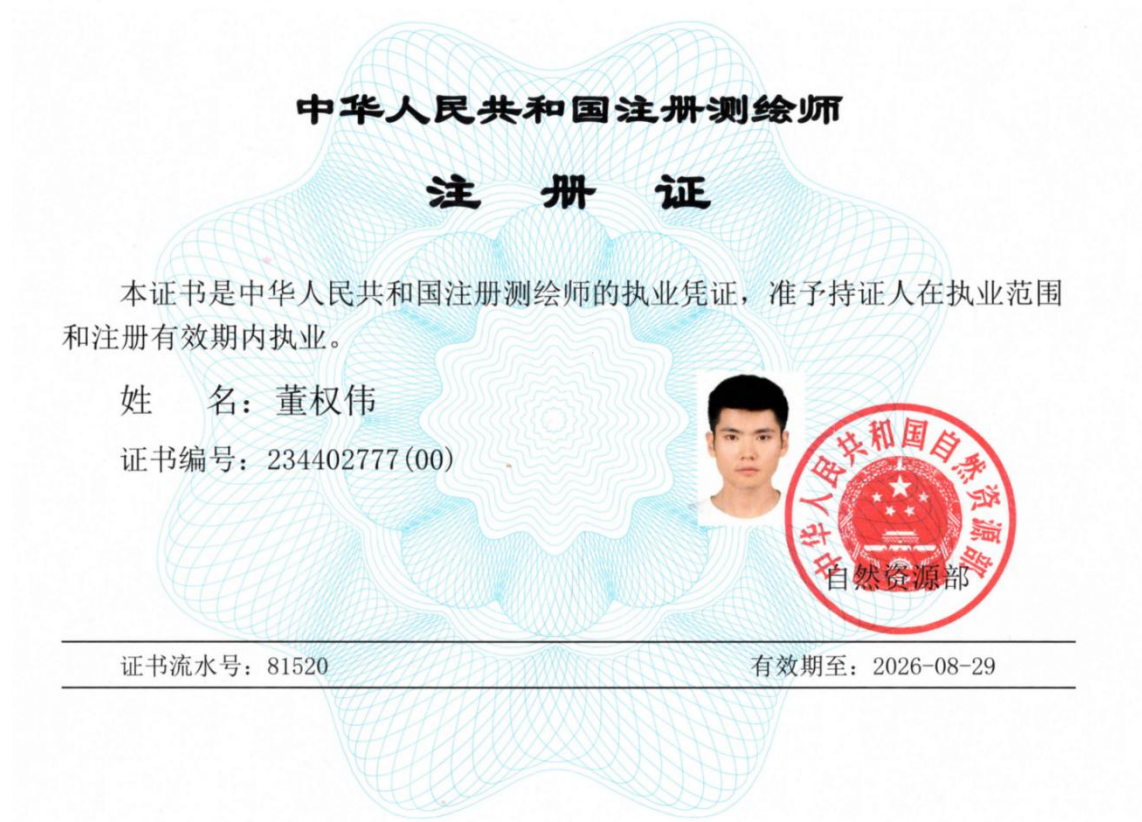 中华人民共和国注册测绘师
注 册 证
本证书是中华人民共和国注册测绘师的执业凭证，准予持证人在执业范围
和注册有效期内执业。
姓 名：董权伟
证书编号：234402777(00)
中华人民共和国自然资源部
自然资源部
证书流水号：81520
有效期至：2026-08-29